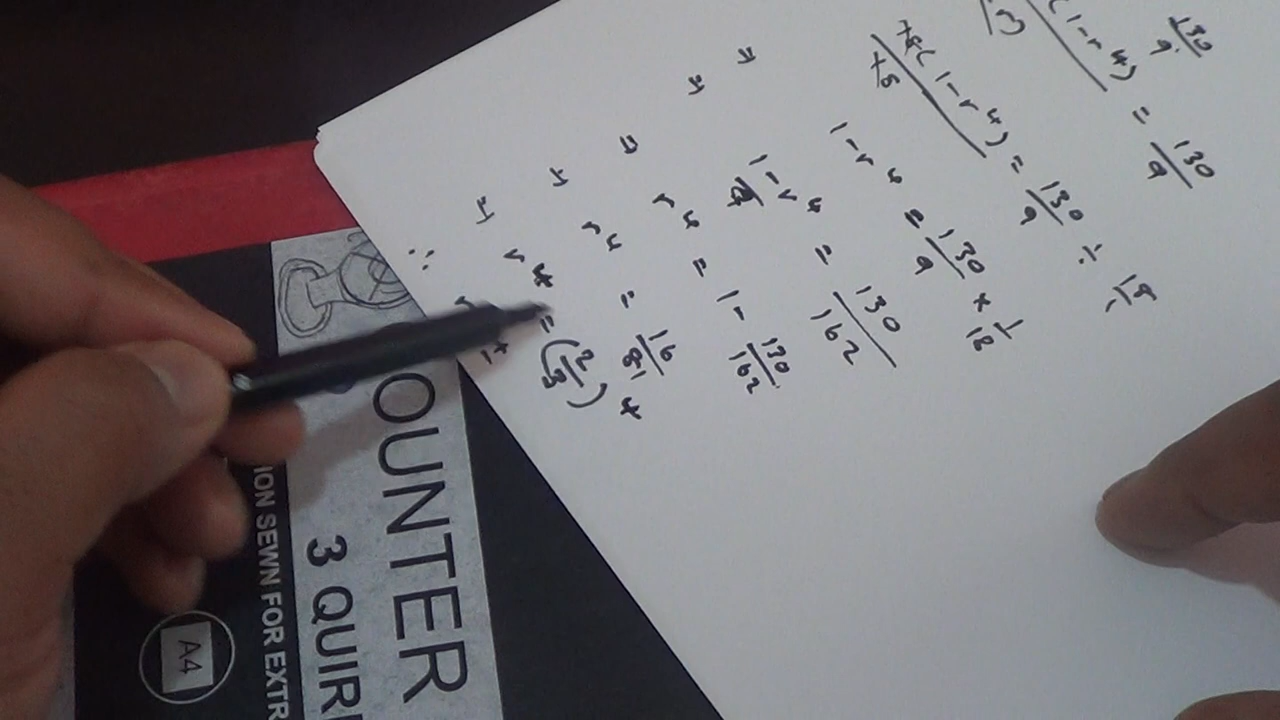 (1-r⁴) = 130/9
18(1-r⁴)/18 = 130/9 ÷ 18/1
1-r⁴ = 130/9 × 1/18
⇒ 1-r⁴ = 130/162
⇒ r⁴ = 1 - 130/162
⇒ r⁴ = 16/81
⇒ r⁴ = (2/3)⁴
∴ r
OUNTER
3 QUIR
ION SEWN FOR EXTR
A4